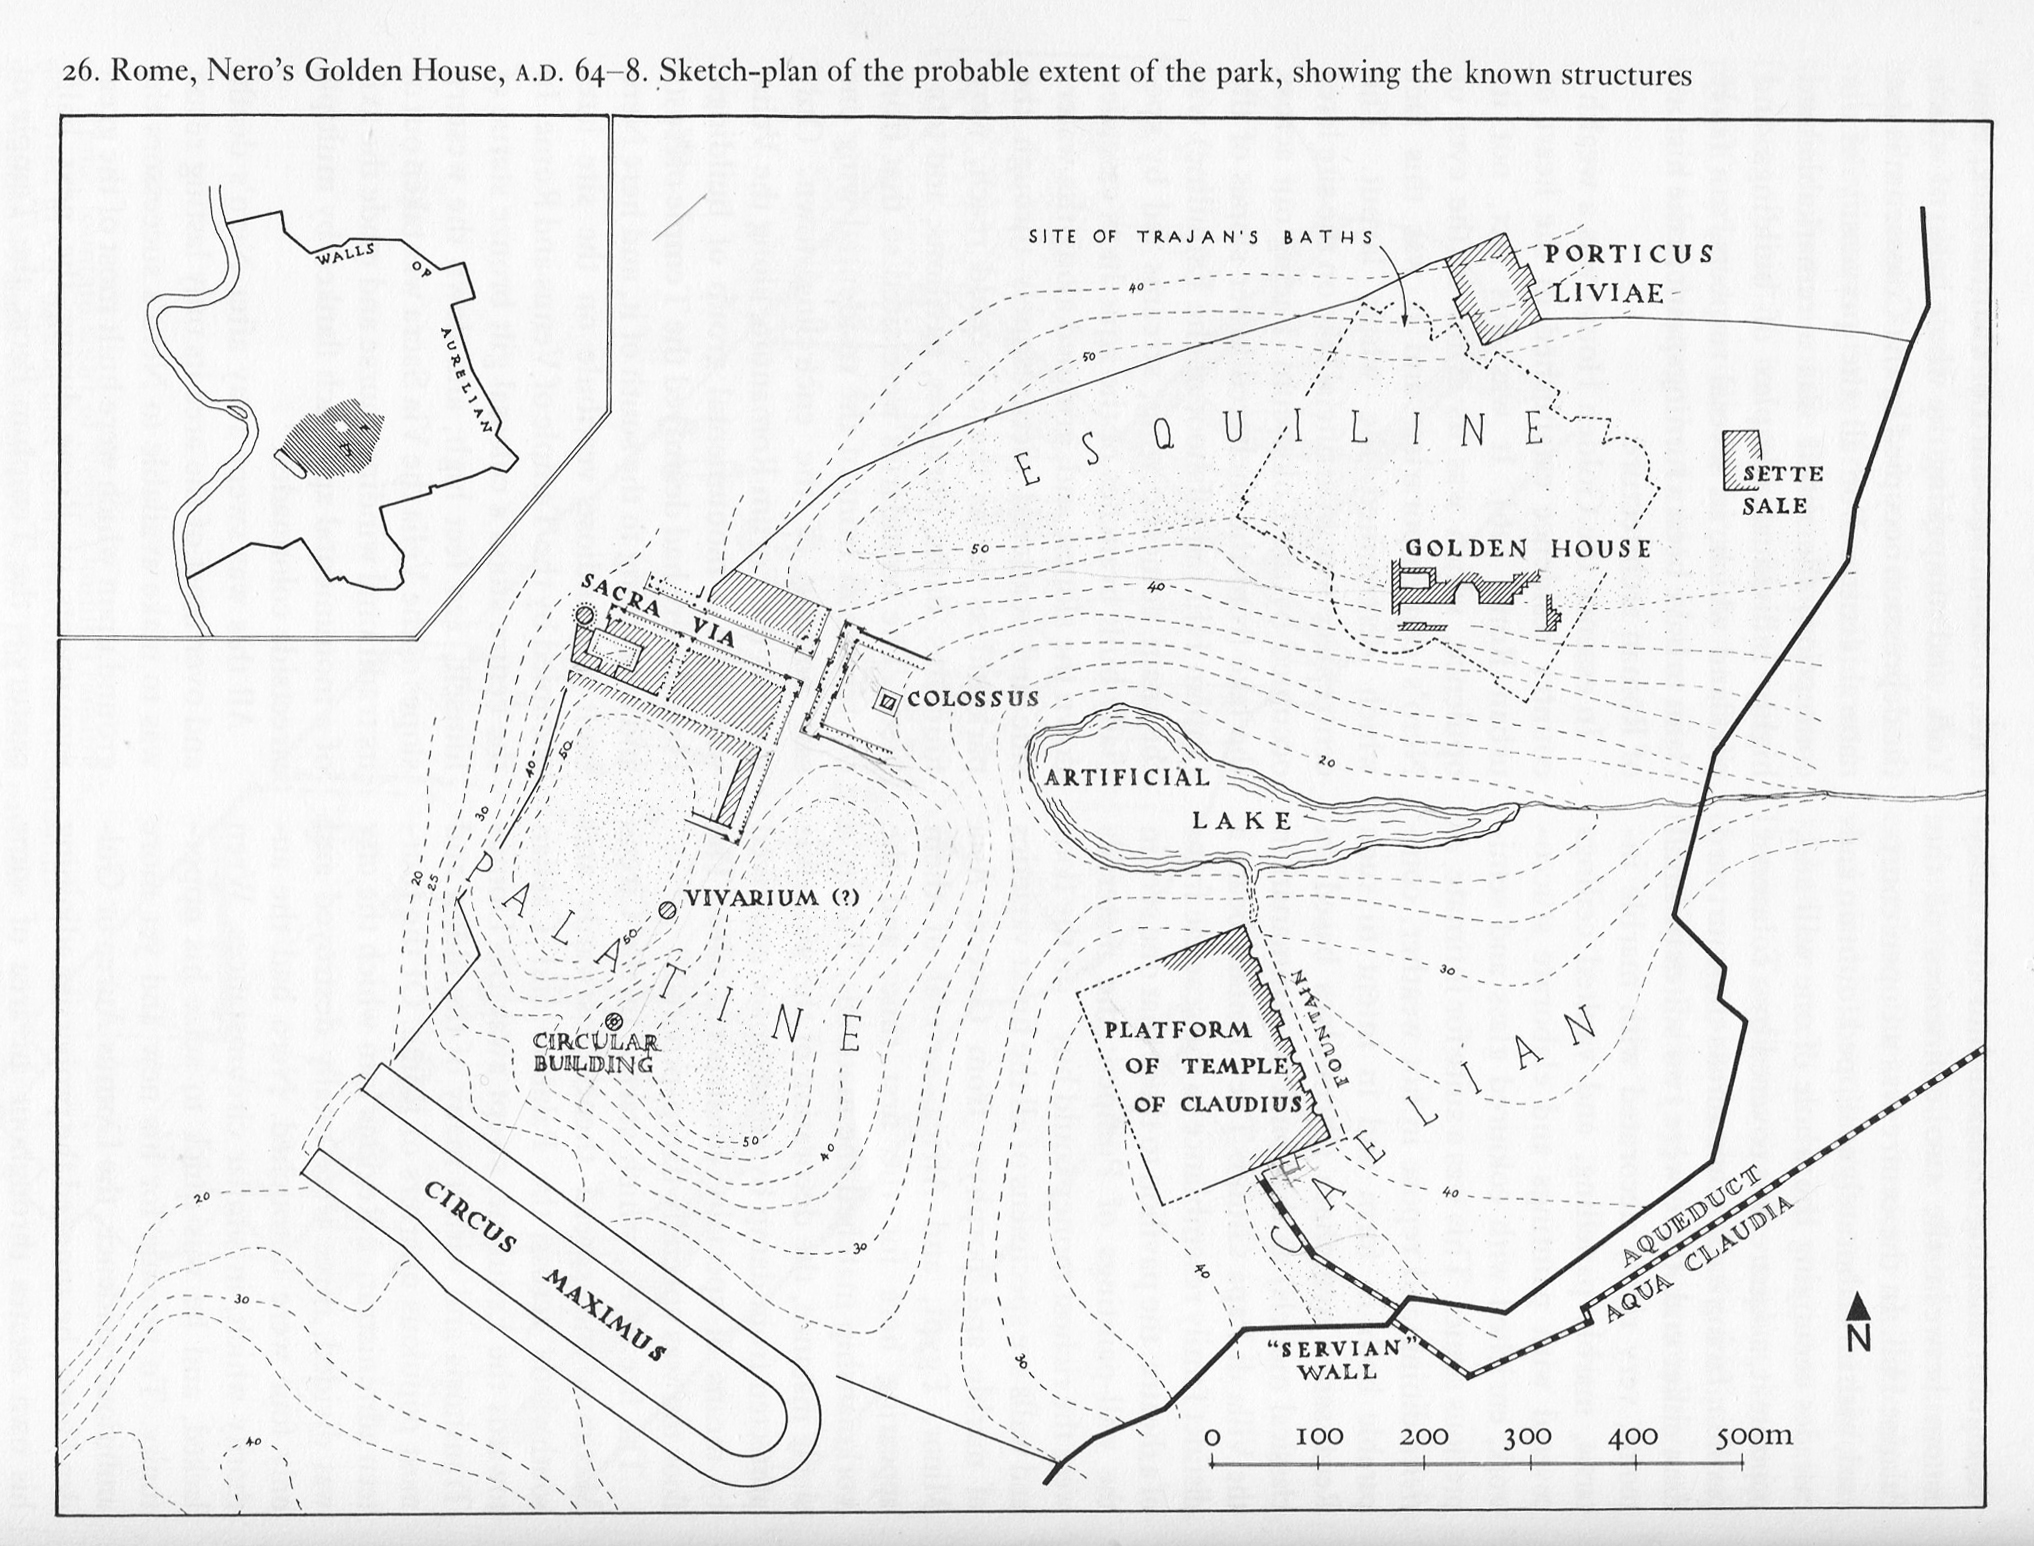 26. Rome, Nero's Golden House, A.D. 64–8. Sketch-plan of the probable extent of the park, showing the known structures
WALLS OF AURELIAN
SITE OF TRAJAN'S BATHS
PORTICUS
LIVIAE
40
50
ESQUILINE
SETTE
SALE
50
GOLDEN HOUSE
40
SACRA VIA
COLOSSUS
40
50
30
20
25
ARTIFICIAL
LAKE
20
PALATINE
VIVARIUM (?)
50
CIRCULAR
BUILDING
50
40
30
PLATFORM
OF TEMPLE
OF CLAUDIUS
FOUNTAIN
30
CAELIAN
40
40
30
CIRCUS MAXIMUS
20
30
40
AQUEDUCT
AQUA CLAUDIA
"SERVIAN"
WALL
N
0 100 200 300 400 500m